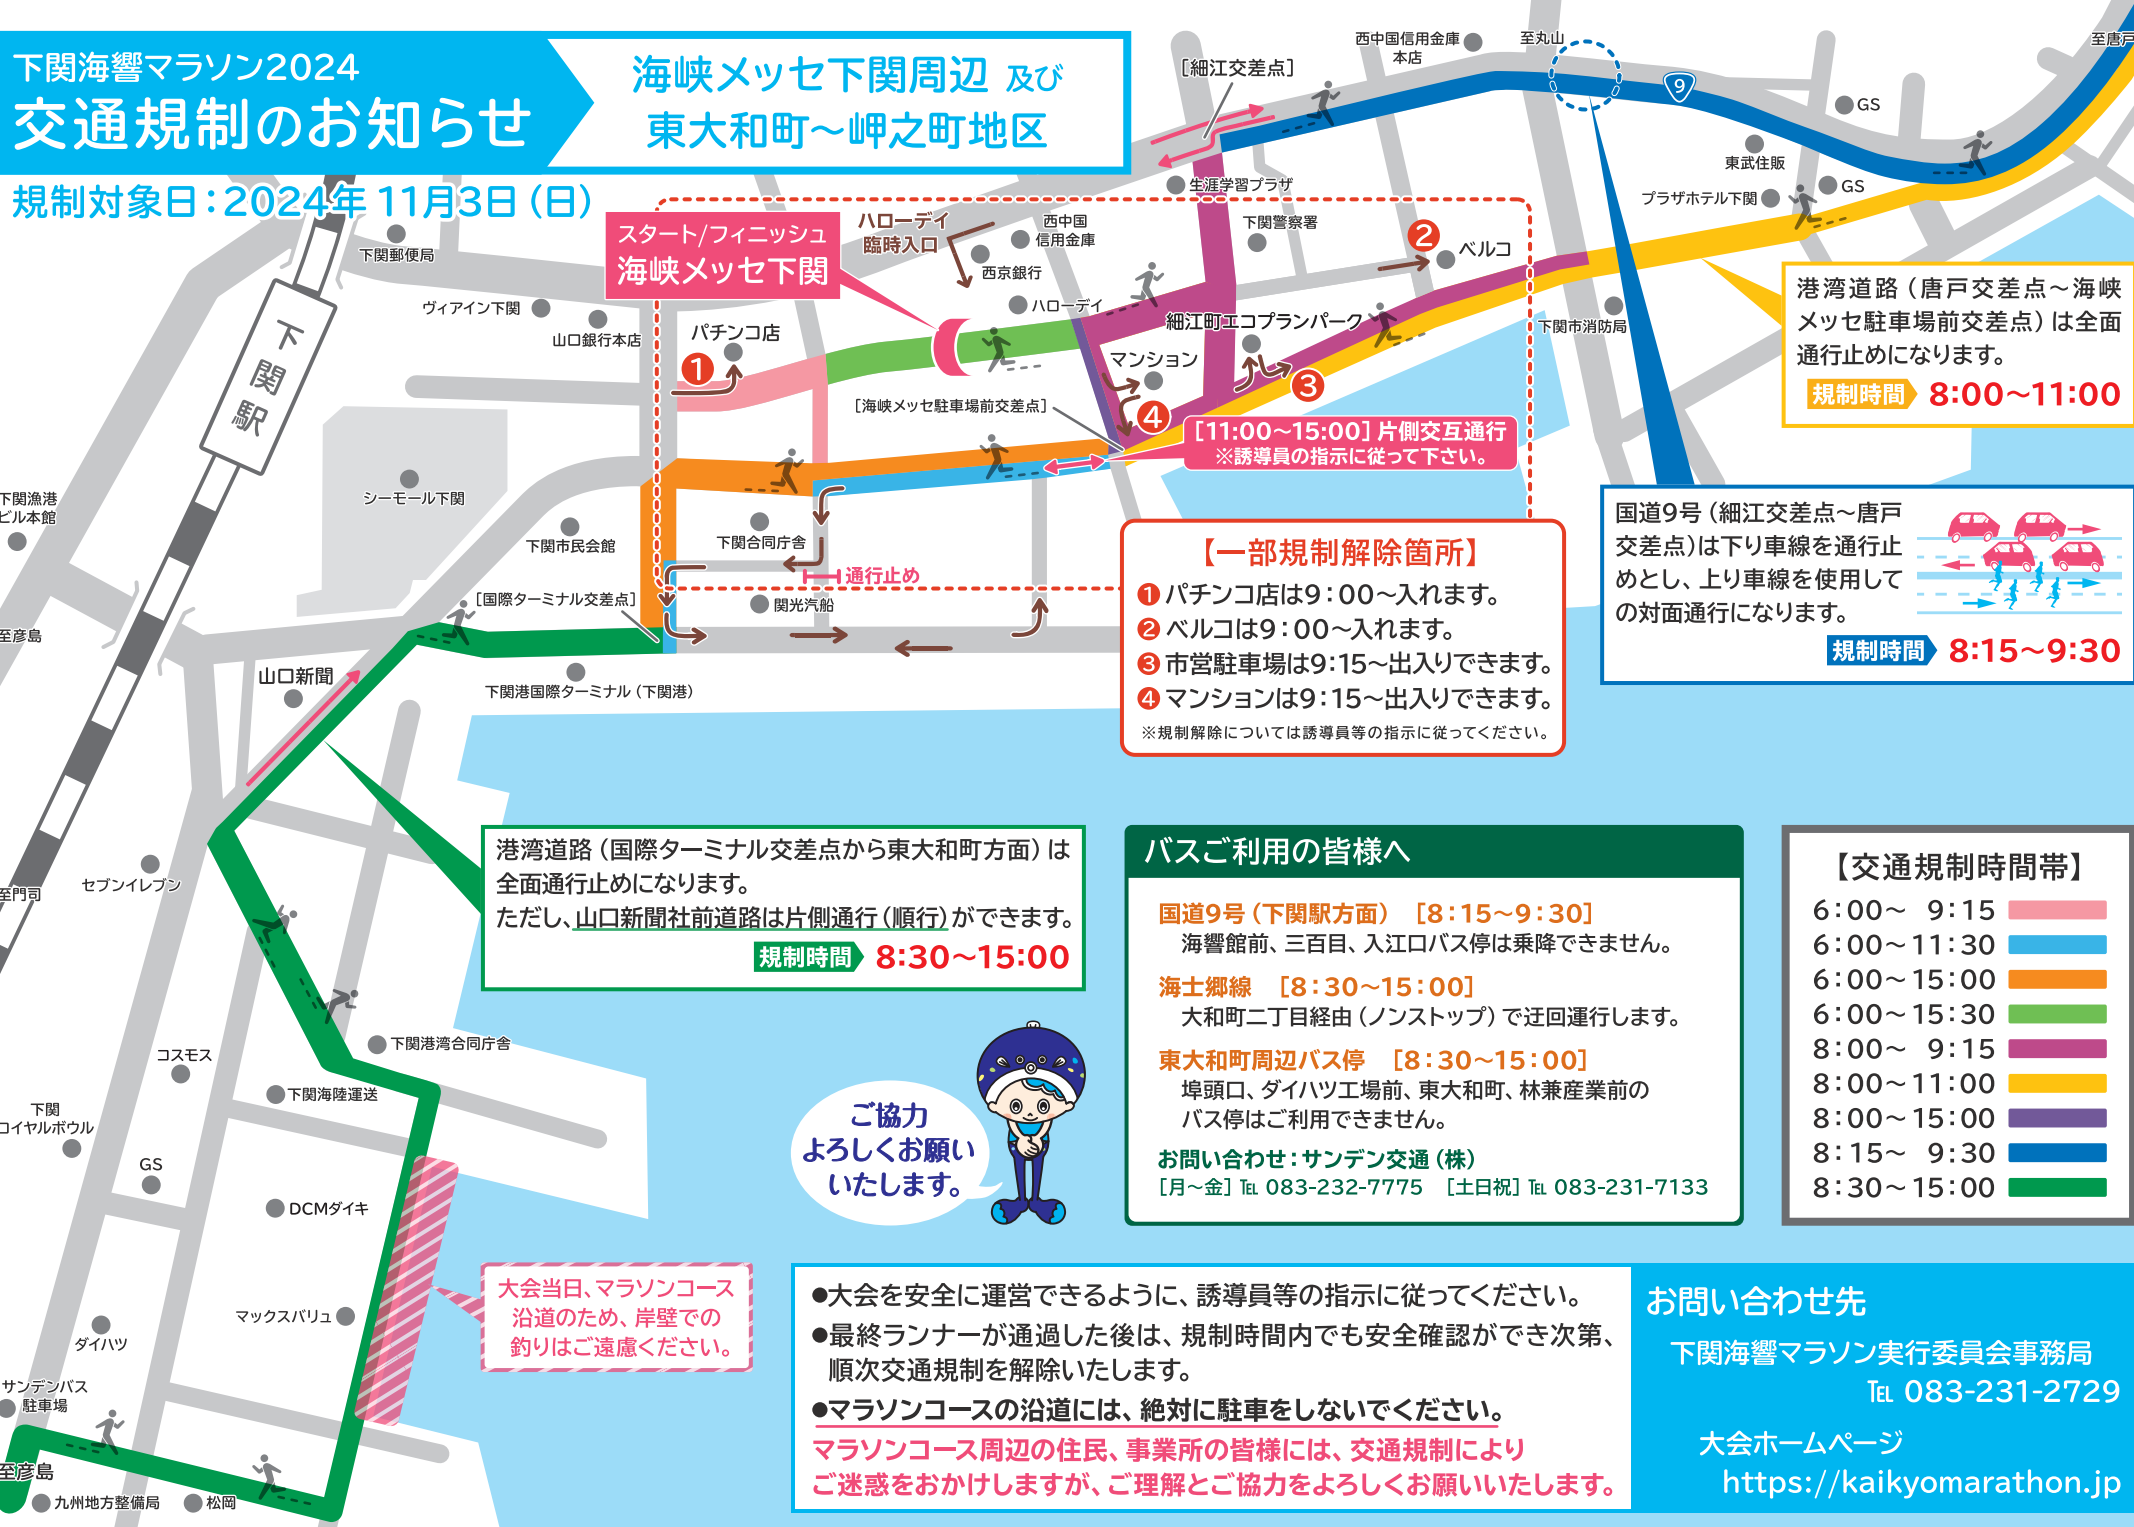 下関海響マラソン2024
交通規制のお知らせ
海峡メッセ下関周辺 及び
東大和町～岬之町地区
規制対象日：2024年 11月3日（日）
［細江交差点］
西中国信用金庫
本店
至丸山
至唐戸
9
GS
東武住販
プラザホテル下関
GS
生涯学習プラザ
下関警察署
2
ベルコ
下関市消防局
下関郵便局
ヴィアイン下関
山口銀行本店
スタート/フィニッシュ
海峡メッセ下関
ハローデイ
臨時入口
西中国
信用金庫
西京銀行
ハローデイ
パチンコ店
1
細江町エコプランパーク
マンション
3
4
［海峡メッセ駐車場前交差点］
［11:00～15:00］片側交互通行
※誘導員の指示に従って下さい。
港湾道路（唐戸交差点～海峡
メッセ駐車場前交差点）は全面
通行止めになります。
規制時間 8:00～11:00
国道9号（細江交差点～唐戸
交差点）は下り車線を通行止
めとし、上り車線を使用して
の対面通行になります。
規制時間 8:15～9:30
下関駅
下関漁港
ビル本館
シーモール下関
下関市民会館
下関合同庁舎
通行止め
関光汽船
［国際ターミナル交差点］
下関港国際ターミナル（下関港）
至彦島
山口新聞
【一部規制解除箇所】
1 パチンコ店は9：00～入れます。
2 ベルコは9：00～入れます。
3 市営駐車場は9：15～出入りできます。
4 マンションは9：15～出入りできます。
※規制解除については誘導員等の指示に従ってください。
港湾道路（国際ターミナル交差点から東大和町方面）は
全面通行止めになります。
ただし、山口新聞社前道路は片側通行（順行）ができます。
規制時間 8:30～15:00
セブンイレブン
至門司
コスモス
下関港湾合同庁舎
下関海陸運送
下関
ロイヤルボウル
GS
DCMダイキ
マックスバリュ
ダイハツ
サンデンバス
駐車場
至彦島
九州地方整備局
松岡
大会当日、マラソンコース
沿道のため、岸壁での
釣りはご遠慮ください。
ご協力
よろしくお願い
いたします。
バスご利用の皆様へ
国道9号（下関駅方面）［8：15～9：30］
海響館前、三百目、入江口バス停は乗降できません。
海士郷線 ［8：30～15：00］
大和町二丁目経由（ノンストップ）で迂回運行します。
東大和町周辺バス停 ［8：30～15：00］
埠頭口、ダイハツ工場前、東大和町、林兼産業前の
バス停はご利用できません。
お問い合わせ：サンデン交通（株）
［月～金］℡ 083-232-7775 ［土日祝］℡ 083-231-7133
【交通規制時間帯】
6：00～ 9：15
6：00～11：30
6：00～15：00
6：00～15：30
8：00～ 9：15
8：00～11：00
8：00～15：00
8：15～ 9：30
8：30～15：00
●大会を安全に運営できるように、誘導員等の指示に従ってください。
●最終ランナーが通過した後は、規制時間内でも安全確認ができ次第、
順次交通規制を解除いたします。
●マラソンコースの沿道には、絶対に駐車をしないでください。
マラソンコース周辺の住民、事業所の皆様には、交通規制により
ご迷惑をおかけしますが、ご理解とご協力をよろしくお願いいたします。
お問い合わせ先
下関海響マラソン実行委員会事務局
℡ 083-231-2729
大会ホームページ
https://kaikyomarathon.jp